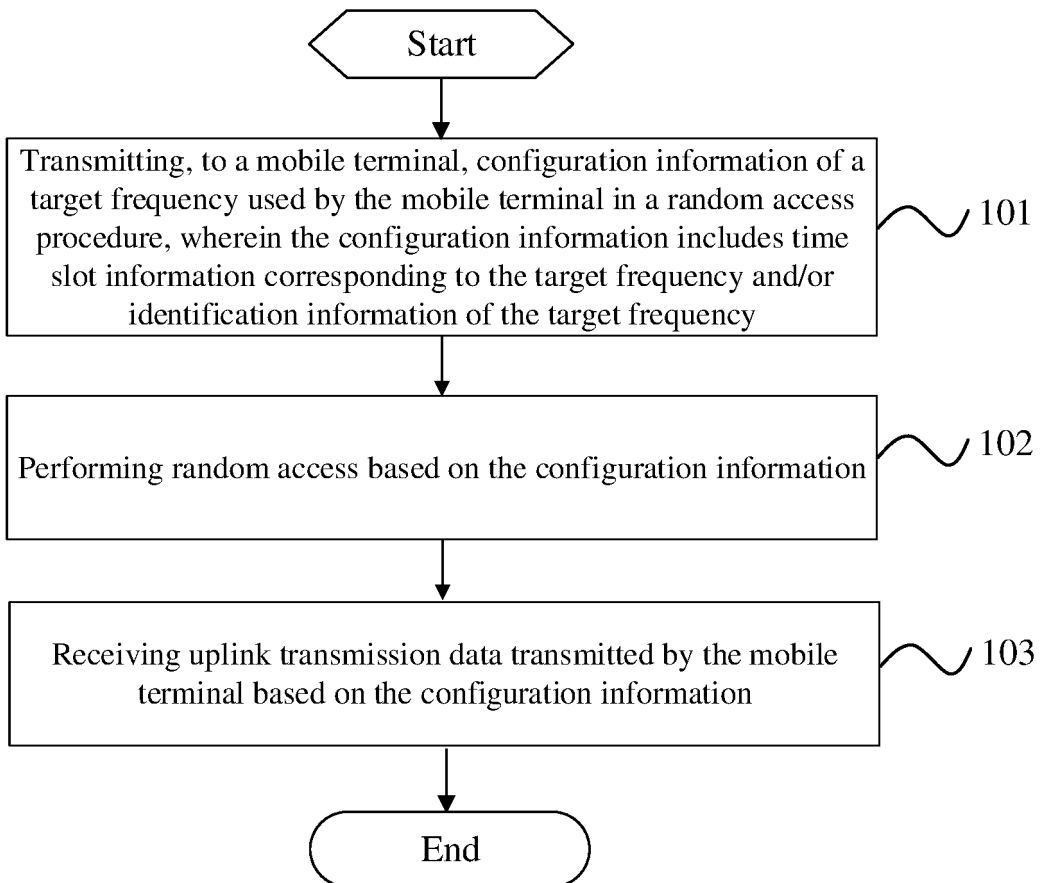 Start
Transmitting, to a mobile terminal, configuration information of a
target frequency used by the mobile terminal in a random access
procedure, wherein the configuration information includes time
slot information corresponding to the target frequency and/or
identification information of the target frequency
101
Performing random access based on the configuration information
102
Receiving uplink transmission data transmitted by the mobile
terminal based on the configuration information
103
End